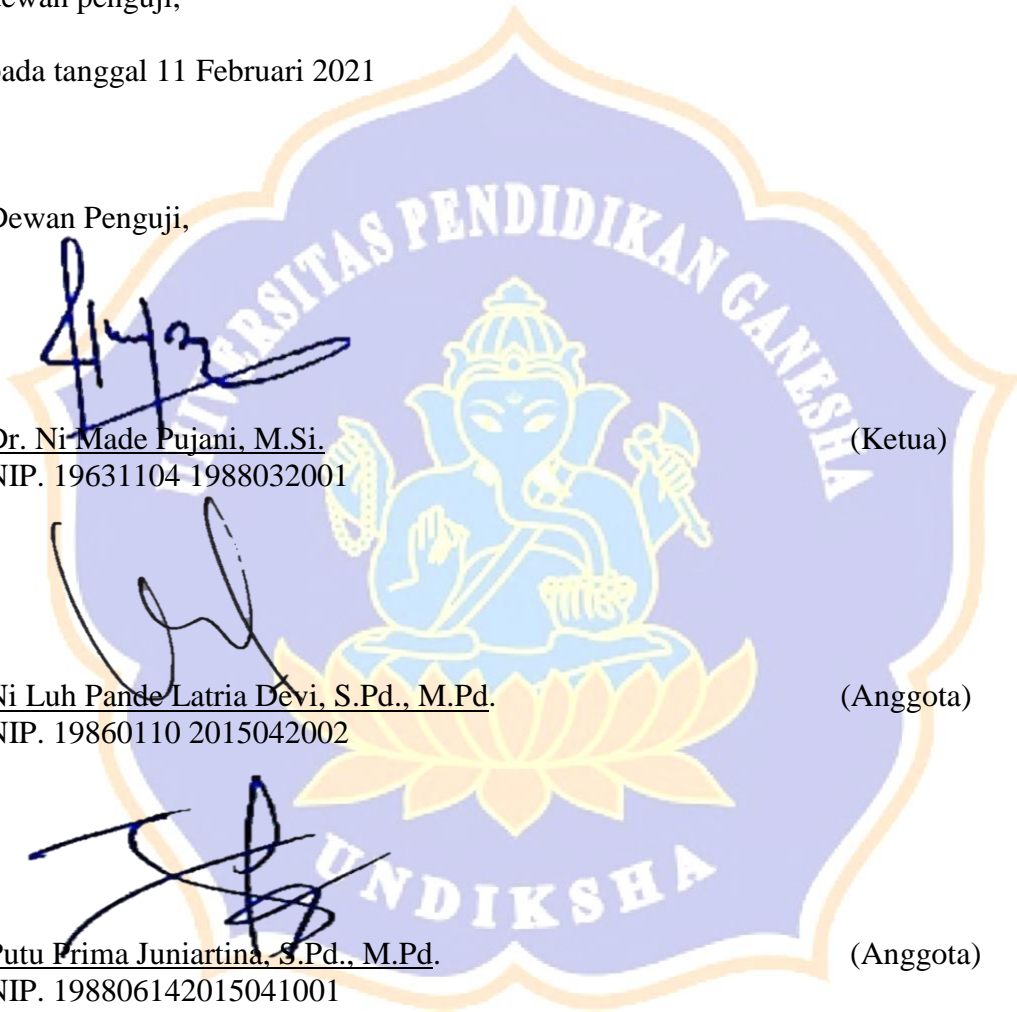 dewan penguji,
pada tanggal 11 Februari 2021
Dewan Penguji,
UNIVERSITAS PENDIDIKAN GANESHA
Dr. Ni Made Pujani, M.Si. (Ketua)
NIP. 19631104 1988032001
Ni Luh Pande Latria Devi, S.Pd., M.Pd. (Anggota)
NIP. 19860110 2015042002
UNDIKSHA
Putu Prima Juniartina, S.Pd., M.Pd. (Anggota)
NIP. 198806142015041001